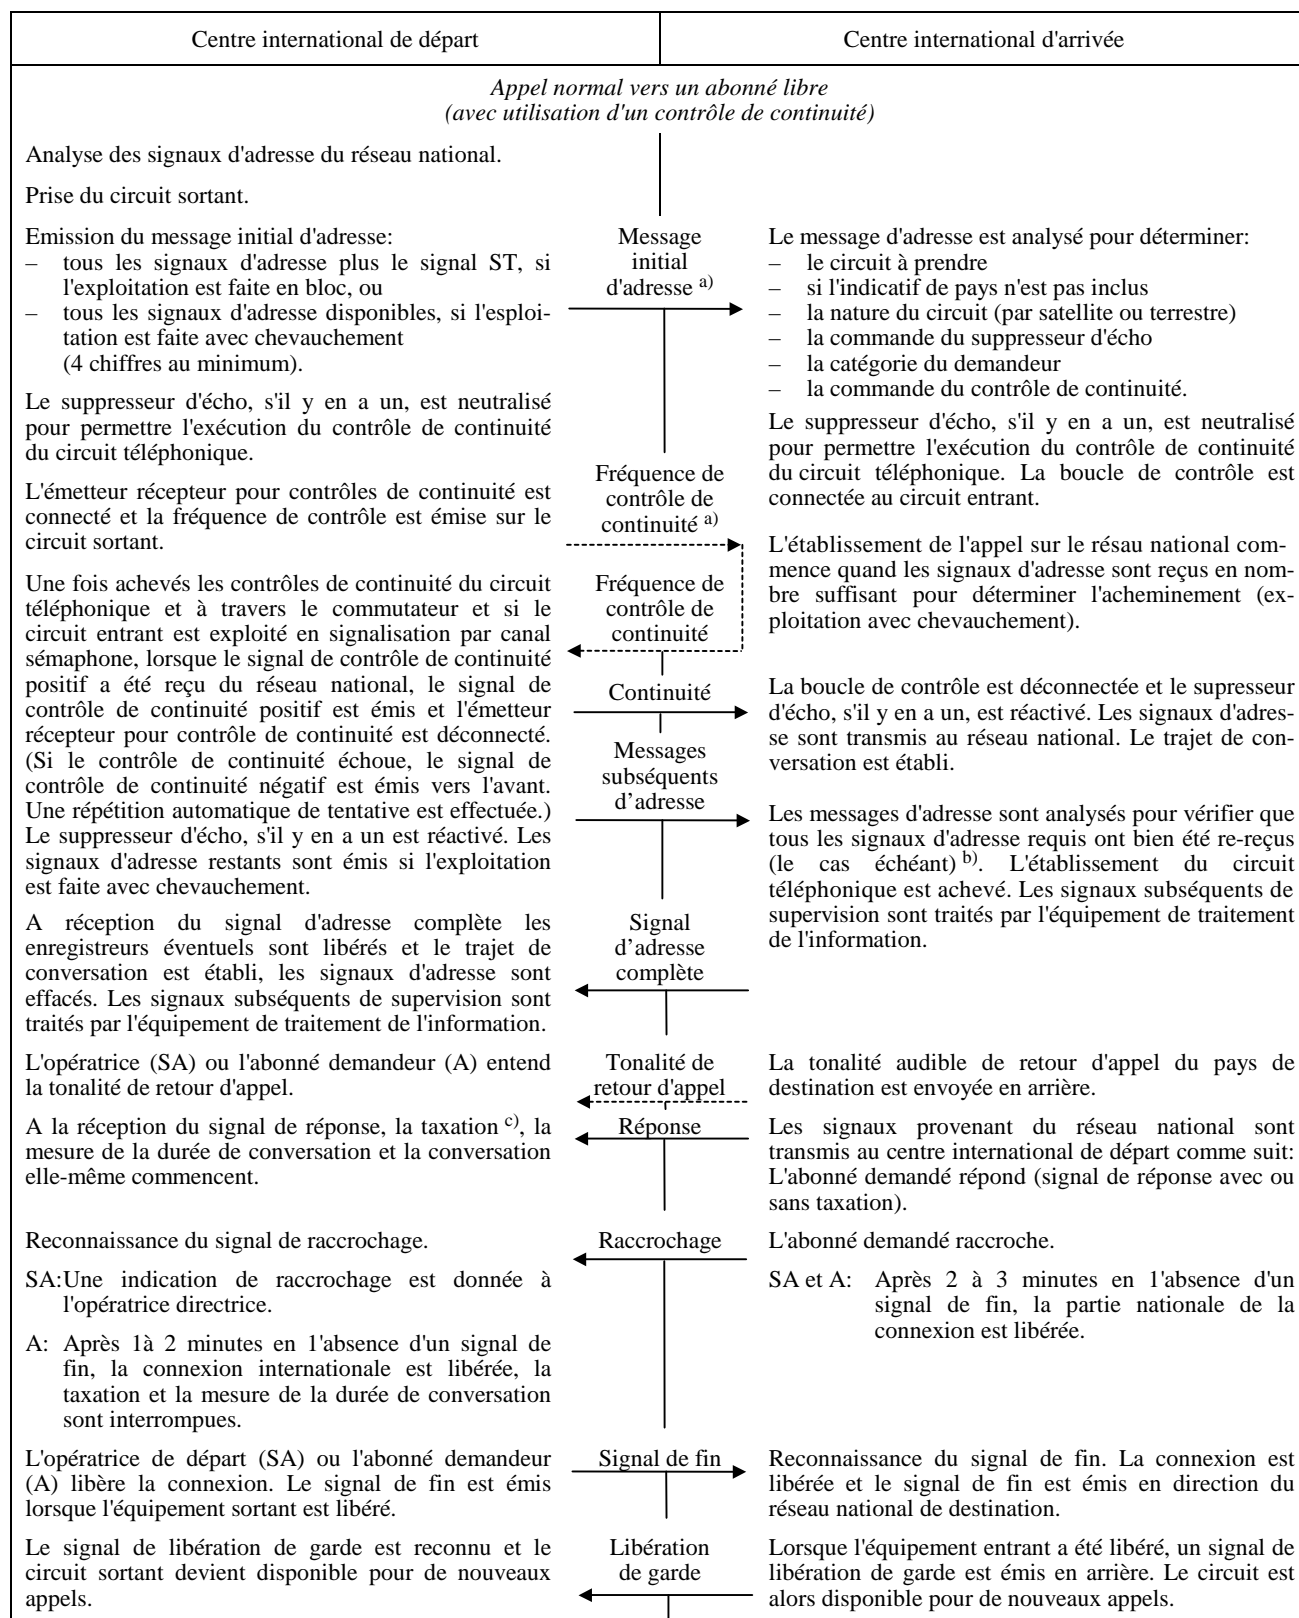 Centre international de départ
Centre international d'arrivée
Appel normal vers un abonné libre
(avec utilisation d'un contrôle de continuité)
Analyse des signaux d'adresse du réseau national.
Prise du circuit sortant.
Emission du message initial d'adresse:
– tous les signaux d'adresse plus le signal ST, si
l'exploitation est faite en bloc, ou
– tous les signaux d'adresse disponibles, si l'esploi-
tation est faite avec chevauchement
(4 chiffres au minimum).
Message
initial
d'adresse a)
Le message d'adresse est analysé pour déterminer:
– le circuit à prendre
– si l'indicatif de pays n'est pas inclus
– la nature du circuit (par satellite ou terrestre)
– la commande du suppresseur d'écho
– la catégorie du demandeur
– la commande du contrôle de continuité.
Le suppresseur d'écho, s'il y en a un, est neutralisé
pour permettre l'exécution du contrôle de continuité
du circuit téléphonique.
Le suppresseur d'écho, s'il y en a un, est neutralisé
pour permettre l'exécution du contrôle de continuité
du circuit téléphonique. La boucle de contrôle est
connectée au circuit entrant.
L'émetteur récepteur pour contrôles de continuité est
connecté et la fréquence de contrôle est émise sur le
circuit sortant.
Fréquence de
contrôle de
continuité a)
L'établissement de l'appel sur le résau national com-
mence quand les signaux d'adresse sont reçus en nom-
bre suffisant pour déterminer l'acheminement (ex-
ploitation avec chevauchement).
Une fois achevés les contrôles de continuité du circuit
téléphonique et à travers le commutateur et si le
circuit entrant est exploité en signalisation par canal
sémaphone, lorsque le signal de contrôle de continuité
positif a été reçu du réseau national, le signal de
contrôle de continuité positif est émis et l'émetteur
récepteur pour contrôle de continuité est déconnecté.
(Si le contrôle de continuité échoue, le signal de
contrôle de continuité négatif est émis vers l'avant.
Une répétition automatique de tentative est effectuée.)
Le suppresseur d'écho, s'il y en a un est réactivé. Les
signaux d'adresse restants sont émis si l'exploitation
est faite avec chevauchement.
Fréquence de
contrôle de
continuité
Continuité
La boucle de contrôle est déconnectée et le supresseur
d'écho, s'il y en a un, est réactivé. Les signaux d'adres-
se sont transmis au réseau national. Le trajet de con-
versation est établi.
Messages
subséquents
d’adresse
Les messages d'adresse sont analysés pour vérifier que
tous les signaux d'adresse requis ont bien été re-reçus
(le cas échéant) b). L'établissement du circuit
téléphonique est achevé. Les signaux subséquents de
supervision sont traités par l'équipement de traitement
de l'information.
A réception du signal d'adresse complète les
enregistreurs éventuels sont libérés et le trajet de
conversation est établi, les signaux d'adresse sont
effacés. Les signaux subséquents de supervision sont
traités par l'équipement de traitement de l'information.
Signal
d’adresse
complète
L'opératrice (SA) ou l'abonné demandeur (A) entend
la tonalité de retour d'appel.
Tonalité de
retour d'appel
La tonalité audible de retour d'appel du pays de
destination est envoyée en arrière.
A la réception du signal de réponse, la taxation c), la
mesure de la durée de conversation et la conversation
elle-même commencent.
Réponse
Les signaux provenant du réseau national sont
transmis au centre international de départ comme suit:
L'abonné demandé répond (signal de réponse avec ou
sans taxation).
Reconnaissance du signal de raccrochage.
Raccrochage
L'abonné demandé raccroche.
SA:Une indication de raccrochage est donnée à
l'opératrice directrice.
SA et A: Après 2 à 3 minutes en 1'absence d'un
signal de fin, la partie nationale de la
connexion est libérée.
A: Après 1à 2 minutes en 1'absence d'un signal de
fin, la connexion internationale est libérée, la
taxation et la mesure de la durée de conversation
sont interrompues.
L'opératrice de départ (SA) ou l'abonné demandeur
(A) libère la connexion. Le signal de fin est émis
lorsque l'équipement sortant est libéré.
Signal de fin
Reconnaissance du signal de fin. La connexion est
libérée et le signal de fin est émis en direction du
réseau national de destination.
Le signal de libération de garde est reconnu et le
circuit sortant devient disponible pour de nouveaux
appels.
Libération
de garde
Lorsque l'équipement entrant a été libéré, un signal de
libération de garde est émis en arrière. Le circuit est
alors disponible pour de nouveaux appels.